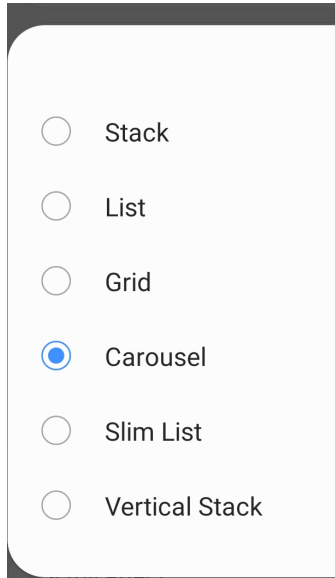 Stack
List
Grid
Carousel
Slim List
Vertical Stack